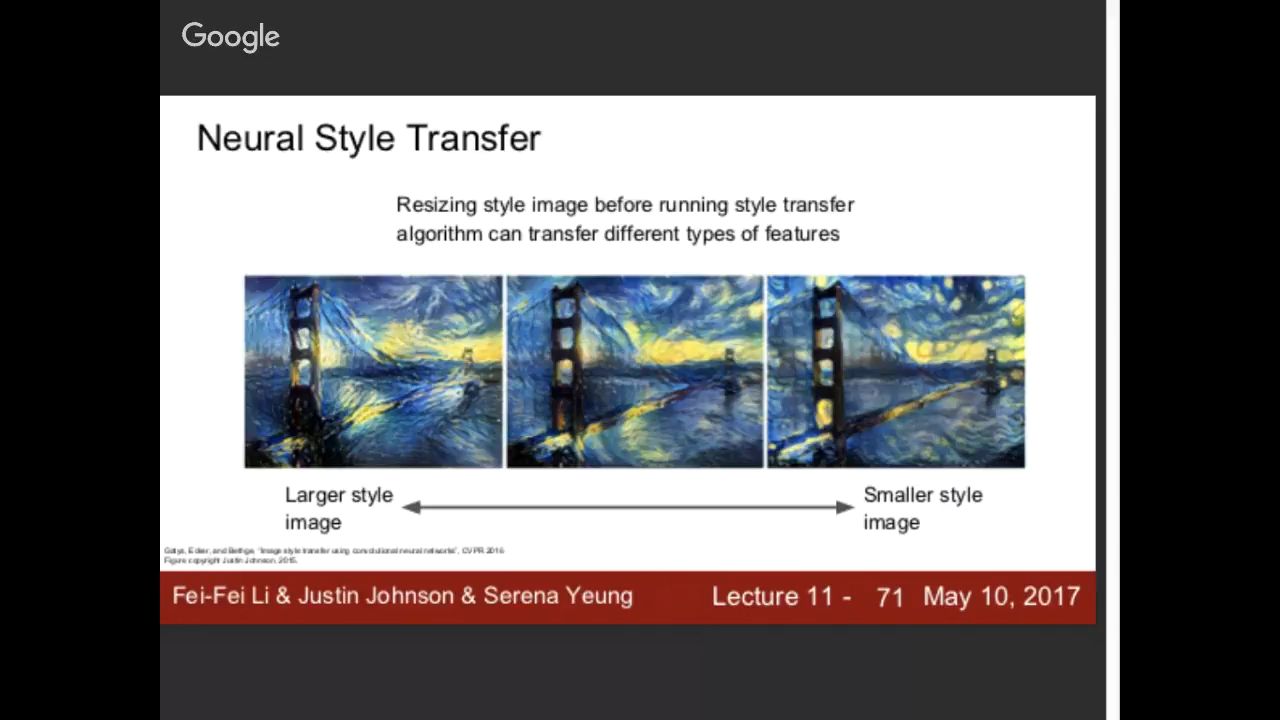 Google
Neural Style Transfer
Resizing style image before running style transfer
algorithm can transfer different types of features
Larger style
image
Smaller style
image
Gatys, Ecker, and Bethge, "Image style transfer using convolutional neural networks", CVPR 2016
Figure copyright Justin Johnson, 2015.
Fei-Fei Li & Justin Johnson & Serena Yeung
Lecture 11 - 71 May 10, 2017